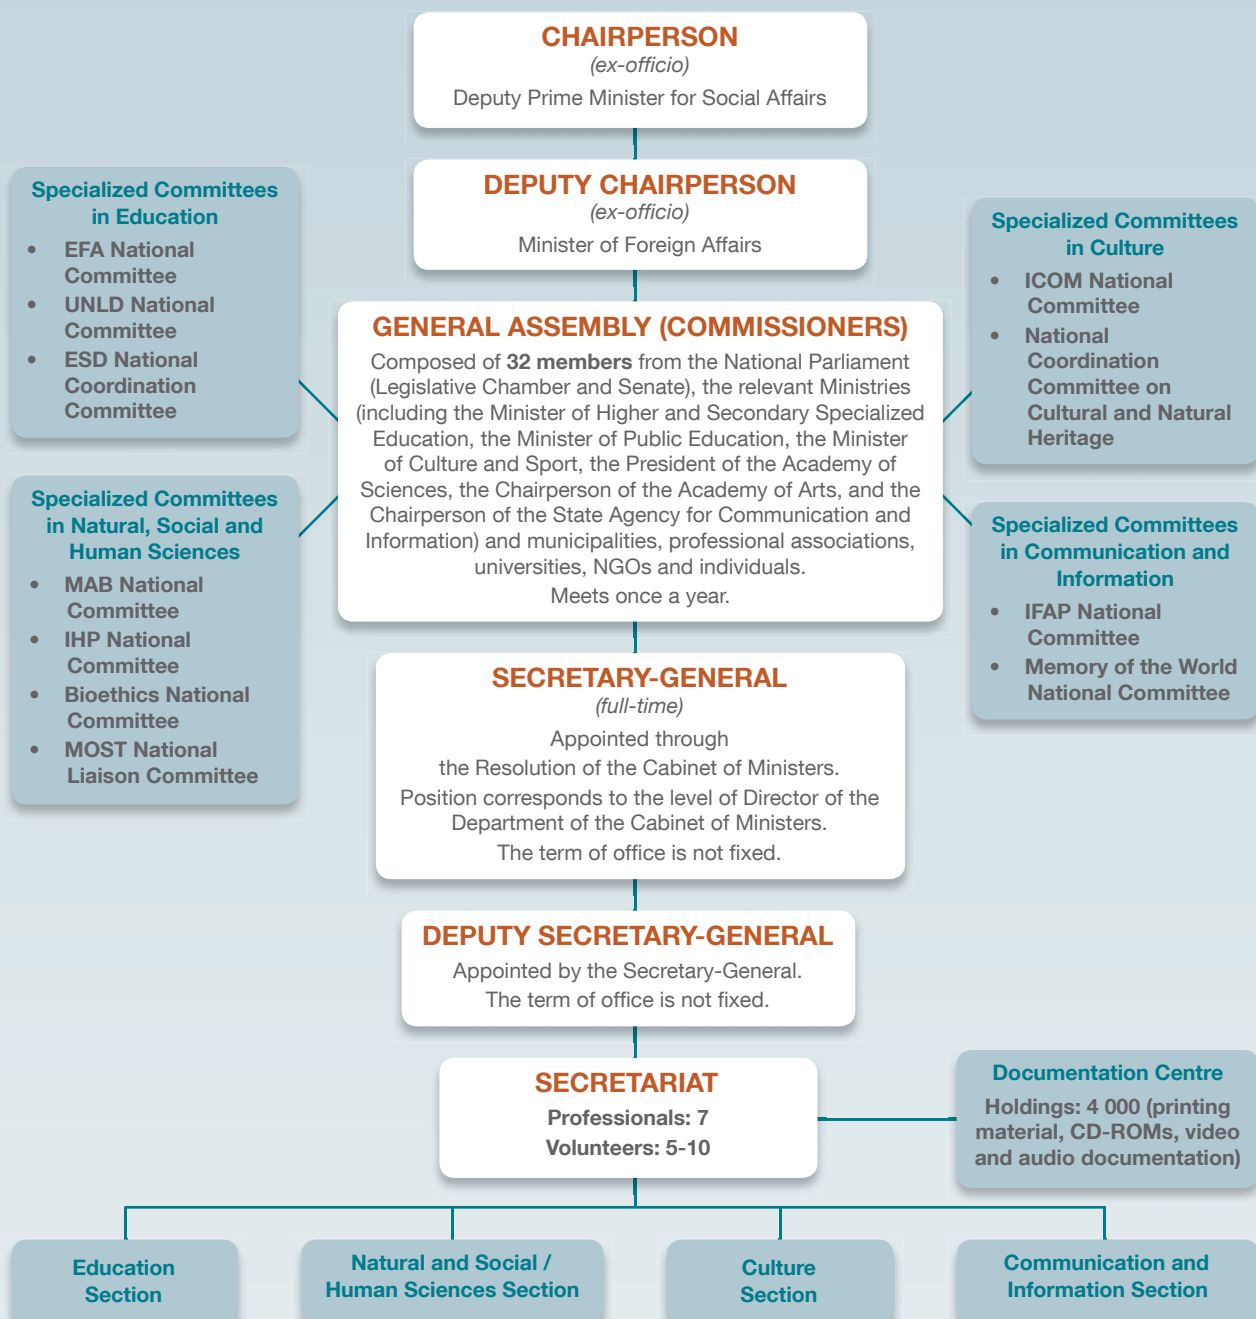 CHAIRPERSON
(ex-officio)
Deputy Prime Minister for Social Affairs
DEPUTY CHAIRPERSON
(ex-officio)
Minister of Foreign Affairs
Specialized Committees
in Education
• EFA National
Committee
• UNLD National
Committee
• ESD National
Coordination
Committee
Specialized Committees
in Culture
• ICOM National
Committee
• National
Coordination
Committee on
Cultural and Natural
Heritage
GENERAL ASSEMBLY (COMMISSIONERS)
Composed of 32 members from the National Parliament
(Legislative Chamber and Senate), the relevant Ministries
(including the Minister of Higher and Secondary Specialized
Education, the Minister of Public Education, the Minister
of Culture and Sport, the President of the Academy of
Sciences, the Chairperson of the Academy of Arts, and the
Chairperson of the State Agency for Communication and
Information) and municipalities, professional associations,
universities, NGOs and individuals.
Meets once a year.
Specialized Committees
in Natural, Social and
Human Sciences
• MAB National
Committee
• IHP National
Committee
• Bioethics National
Committee
• MOST National
Liaison Committee
Specialized Committees
in Communication and
Information
• IFAP National
Committee
• Memory of the World
National Committee
SECRETARY-GENERAL
(full-time)
Appointed through
the Resolution of the Cabinet of Ministers.
Position corresponds to the level of Director of the
Department of the Cabinet of Ministers.
The term of office is not fixed.
DEPUTY SECRETARY-GENERAL
Appointed by the Secretary-General.
The term of office is not fixed.
SECRETARIAT
Professionals: 7
Volunteers: 5-10
Documentation Centre
Holdings: 4 000 (printing
material, CD-ROMs, video
and audio documentation)
Education
Section
Natural and Social /
Human Sciences Section
Culture
Section
Communication and
Information Section